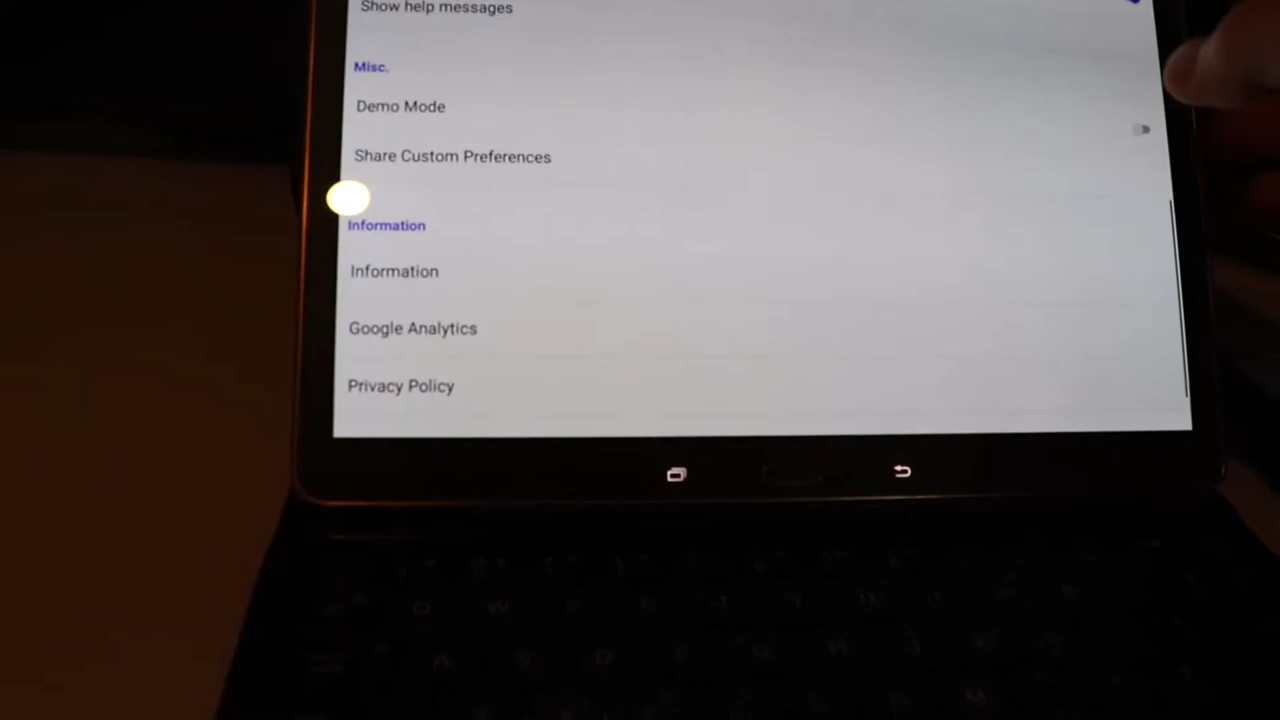 Show help messages
Misc.
Demo Mode
Share Custom Preferences
Information
Information
Google Analytics
Privacy Policy
Q W
A S D